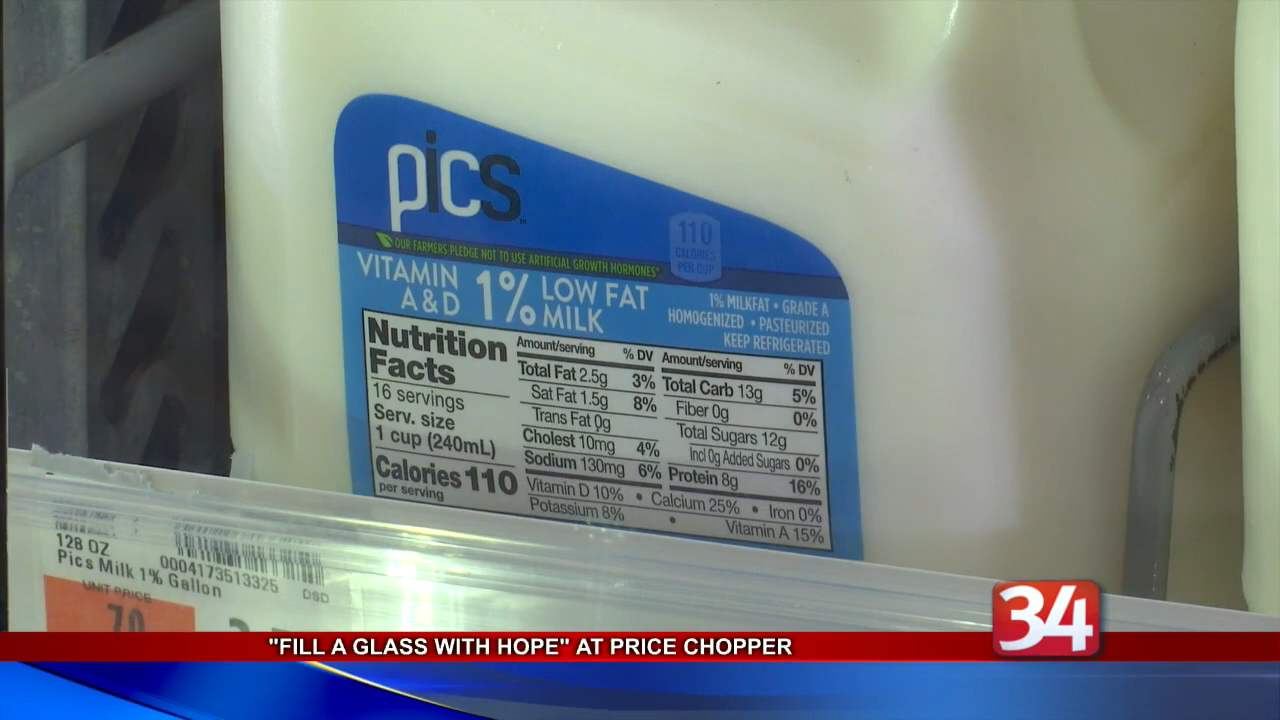 pics
OUR FARMERS PLEDGE NOT TO USE ARTIFICIAL GROWTH HORMONES*
110
CALORIES
PER CUP
VITAMIN
A & D
1%
LOW FAT
MILK
1% MILKFAT • GRADE A
HOMOGENIZED • PASTEURIZED
KEEP REFRIGERATED
Nutrition
Facts
16 servings
Serv. size
1 cup (240mL)
Calories 110
per serving
Amount/serving % DV
Total Fat 2.5g 3%
Sat Fat 1.5g 8%
Trans Fat 0g
Cholest 10mg 4%
Sodium 130mg 6%
Amount/serving % DV
Total Carb 13g 5%
Fiber 0g 0%
Total Sugars 12g
Incl 0g Added Sugars 0%
Protein 8g 16%
Vitamin D 10% • Calcium 25% • Iron 0%
Potassium 8% • Vitamin A 15%
128 OZ
0004173513325
Pics Milk 1% Gallon
DSD
UNIT PRICE
34
"FILL A GLASS WITH HOPE" AT PRICE CHOPPER